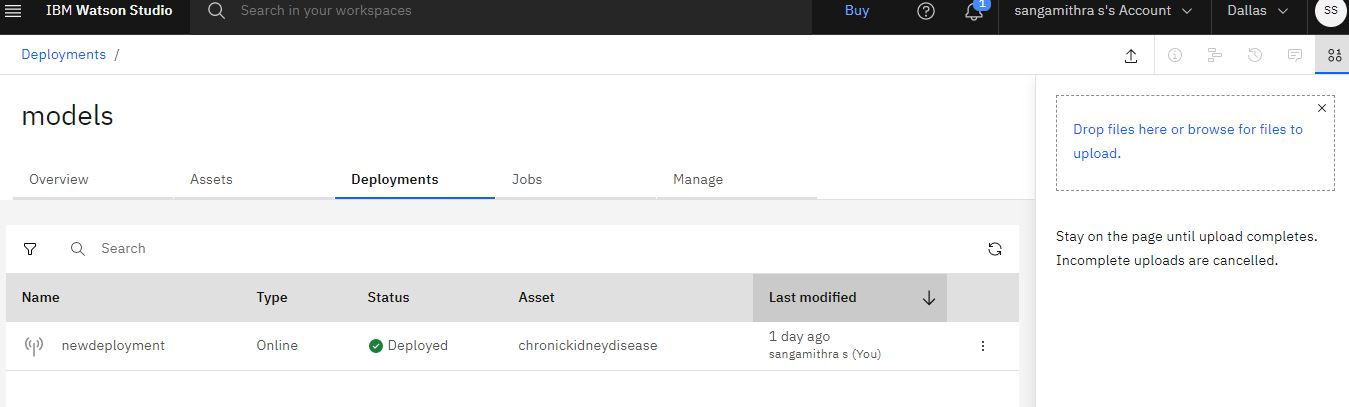 IBM Watson Studio
Search in your workspaces
Buy
1
sangamithra s's Account
Dallas
SS
Deployments /
models
Overview
Assets
Deployments
Jobs
Manage
Search
Name
Type
Status
Asset
Last modified
newdeployment
Online
Deployed
chronickidneydisease
1 day ago
sangamithra s (You)
Drop files here or browse for files to
upload.
Stay on the page until upload completes.
Incomplete uploads are cancelled.